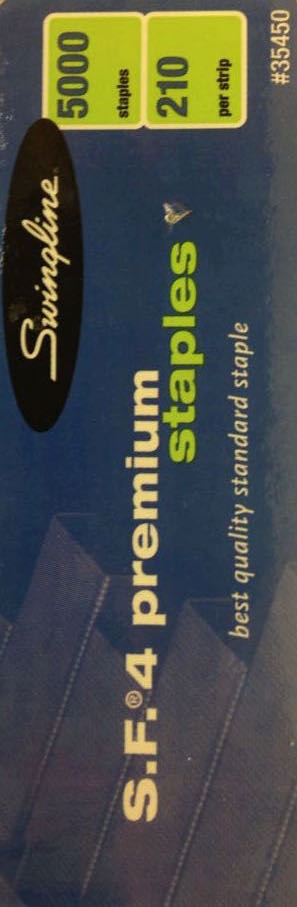 Swingline
5000
staples
210
per strip
S.F.®4 premium
staples
best quality standard staple
#35450